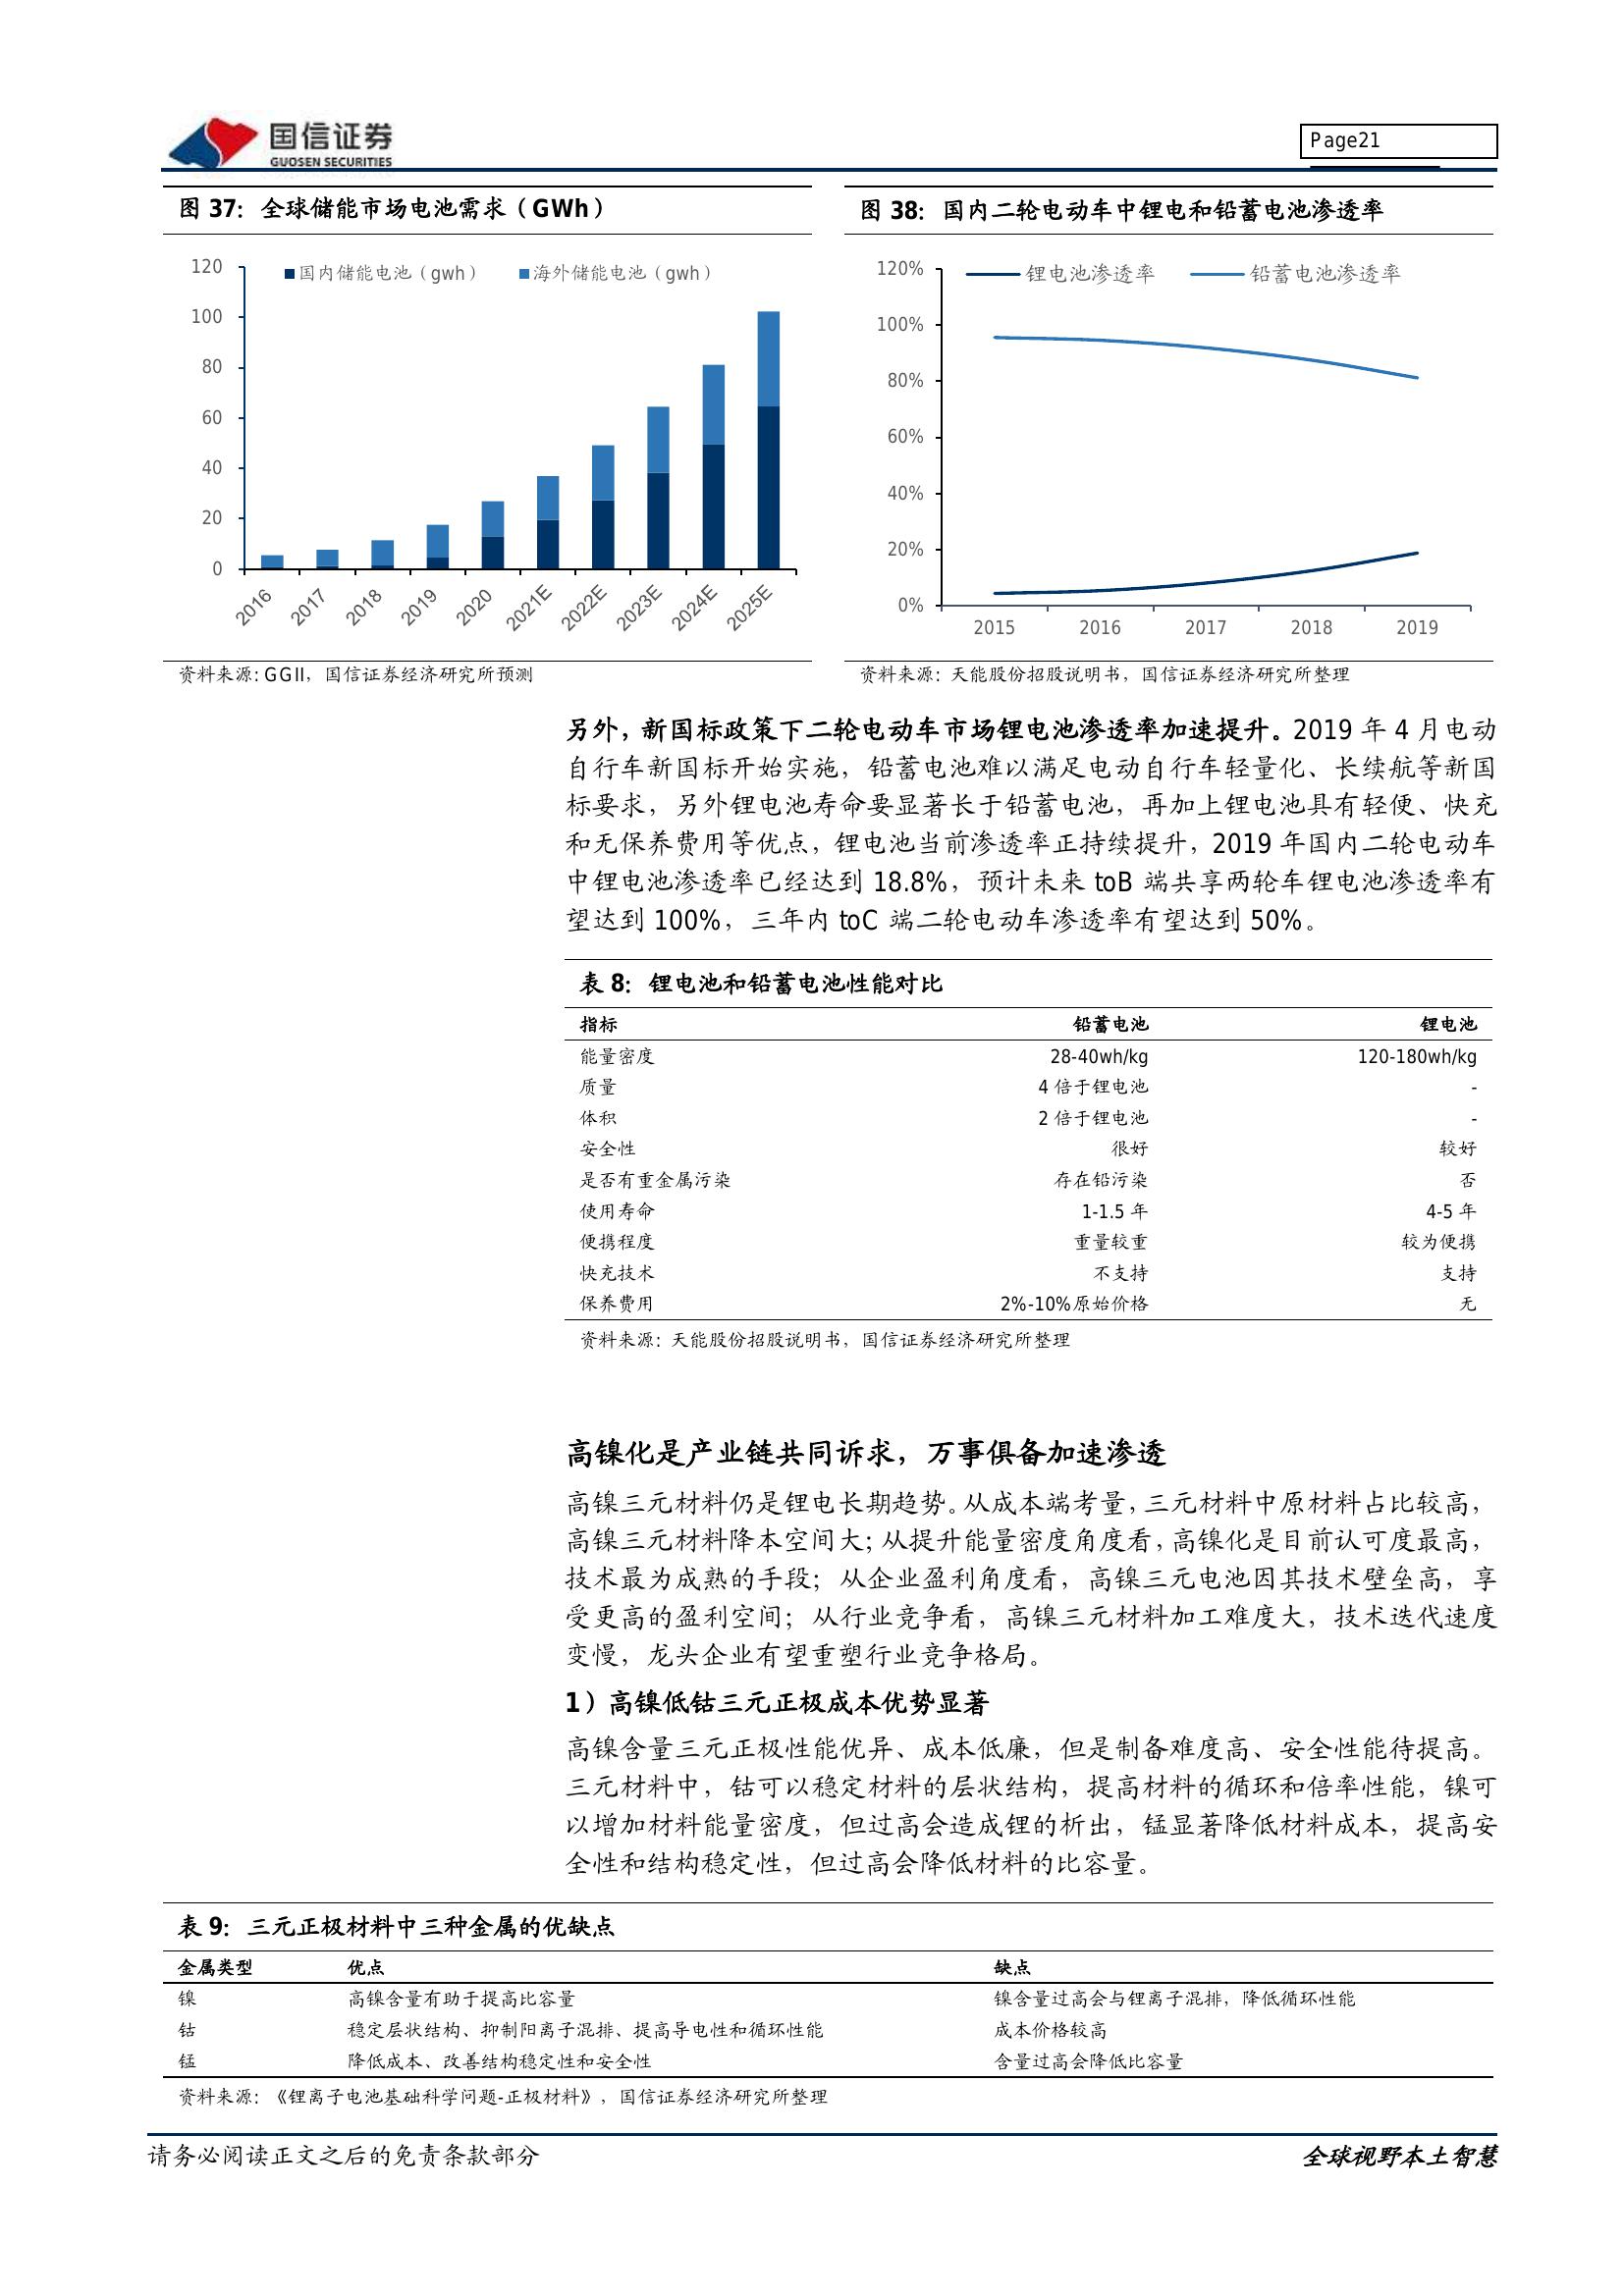 国信证券
GUOSEN SECURITIES
Page21
图 37：全球储能市场电池需求（GWh）
国内储能电池（gwh）
海外储能电池（gwh）
120
100
80
60
40
20
0
2016
2017
2018
2019
2020
2021E
2022E
2023E
2024E
2025E
资料来源：GGII，国信证券经济研究所预测
图 38：国内二轮电动车中锂电和铅蓄电池渗透率
锂电池渗透率
铅蓄电池渗透率
120%
100%
80%
60%
40%
20%
0%
2015
2016
2017
2018
2019
资料来源：天能股份招股说明书，国信证券经济研究所整理
另外，新国标政策下二轮电动车市场锂电池渗透率加速提升。2019 年 4 月电动
自行车新国标开始实施，铅蓄电池难以满足电动自行车轻量化、长续航等新国
标要求，另外锂电池寿命要显著长于铅蓄电池，再加上锂电池具有轻便、快充
和无保养费用等优点，锂电池当前渗透率正持续提升，2019 年国内二轮电动车
中锂电池渗透率已经达到 18.8%，预计未来 toB 端共享两轮车锂电池渗透率有
望达到 100%，三年内 toC 端二轮电动车渗透率有望达到 50%。
表 8：锂电池和铅蓄电池性能对比
指标 铅蓄电池 锂电池
能量密度 28-40wh/kg 120-180wh/kg
质量 4 倍于锂电池 -
体积 2 倍于锂电池 -
安全性 很好 较好
是否有重金属污染 存在铅污染 否
使用寿命 1-1.5 年 4-5 年
便携程度 重量较重 较为便携
快充技术 不支持 支持
保养费用 2%-10%原始价格 无
资料来源：天能股份招股说明书，国信证券经济研究所整理
高镍化是产业链共同诉求，万事俱备加速渗透
高镍三元材料仍是锂电长期趋势。从成本端考量，三元材料中原材料占比较高，
高镍三元材料降本空间大；从提升能量密度角度看，高镍化是目前认可度最高，
技术最为成熟的手段；从企业盈利角度看，高镍三元电池因其技术壁垒高，享
受更高的盈利空间；从行业竞争看，高镍三元材料加工难度大，技术迭代速度
变慢，龙头企业有望重塑行业竞争格局。
1）高镍低钴三元正极成本优势显著
高镍含量三元正极性能优异、成本低廉，但是制备难度高、安全性能待提高。
三元材料中，钴可以稳定材料的层状结构，提高材料的循环和倍率性能，镍可
以增加材料能量密度，但过高会造成锂的析出，锰显著降低材料成本，提高安
全性和结构稳定性，但过高会降低材料的比容量。
表 9：三元正极材料中三种金属的优缺点
金属类型 优点 缺点
镍 高镍含量有助于提高比容量 镍含量过高会与锂离子混排，降低循环性能
钴 稳定层状结构、抑制阳离子混排、提高导电性和循环性能 成本价格较高
锰 降低成本、改善结构稳定性和安全性 含量过高会降低比容量
资料来源：《锂离子电池基础科学问题-正极材料》，国信证券经济研究所整理
请务必阅读正文之后的免责条款部分
全球视野本土智慧